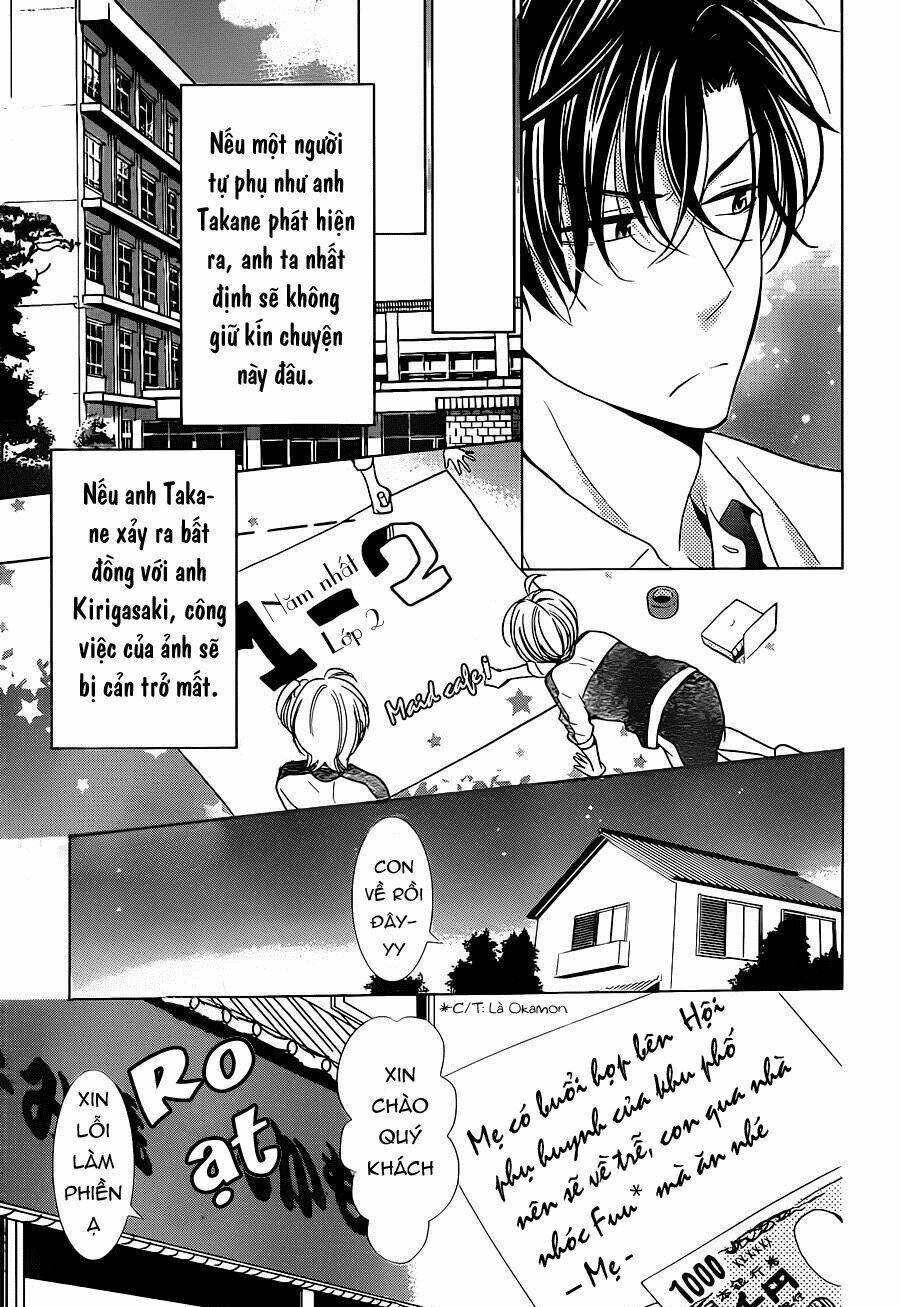 Nếu một người
tự phụ như anh
Takane phát hiện
ra, anh ta nhất
định sẽ không
giữ kín chuyện
này đâu.
Nếu anh Taka-
ne xảy ra bất
đồng với anh
Kirigasaki, công
việc của ảnh sẽ
bị cản trở mất.
Năm nhất
1-2
Lớp 2
Maid cafe
CON
VỀ RỒI
ĐÂY-
YY
*C/T: Là Okamon
Mẹ có buổi họp bên Hội
phụ huynh của khu phố
nên sẽ về trễ, con qua nhà
nhóc Fuu* mà ăn nhé
- Mẹ -
1000
千円
XIN
CHÀO
QUÝ
KHÁCH
Roạt
XIN
LỖI
LÀM
PHIỀN
Ạ